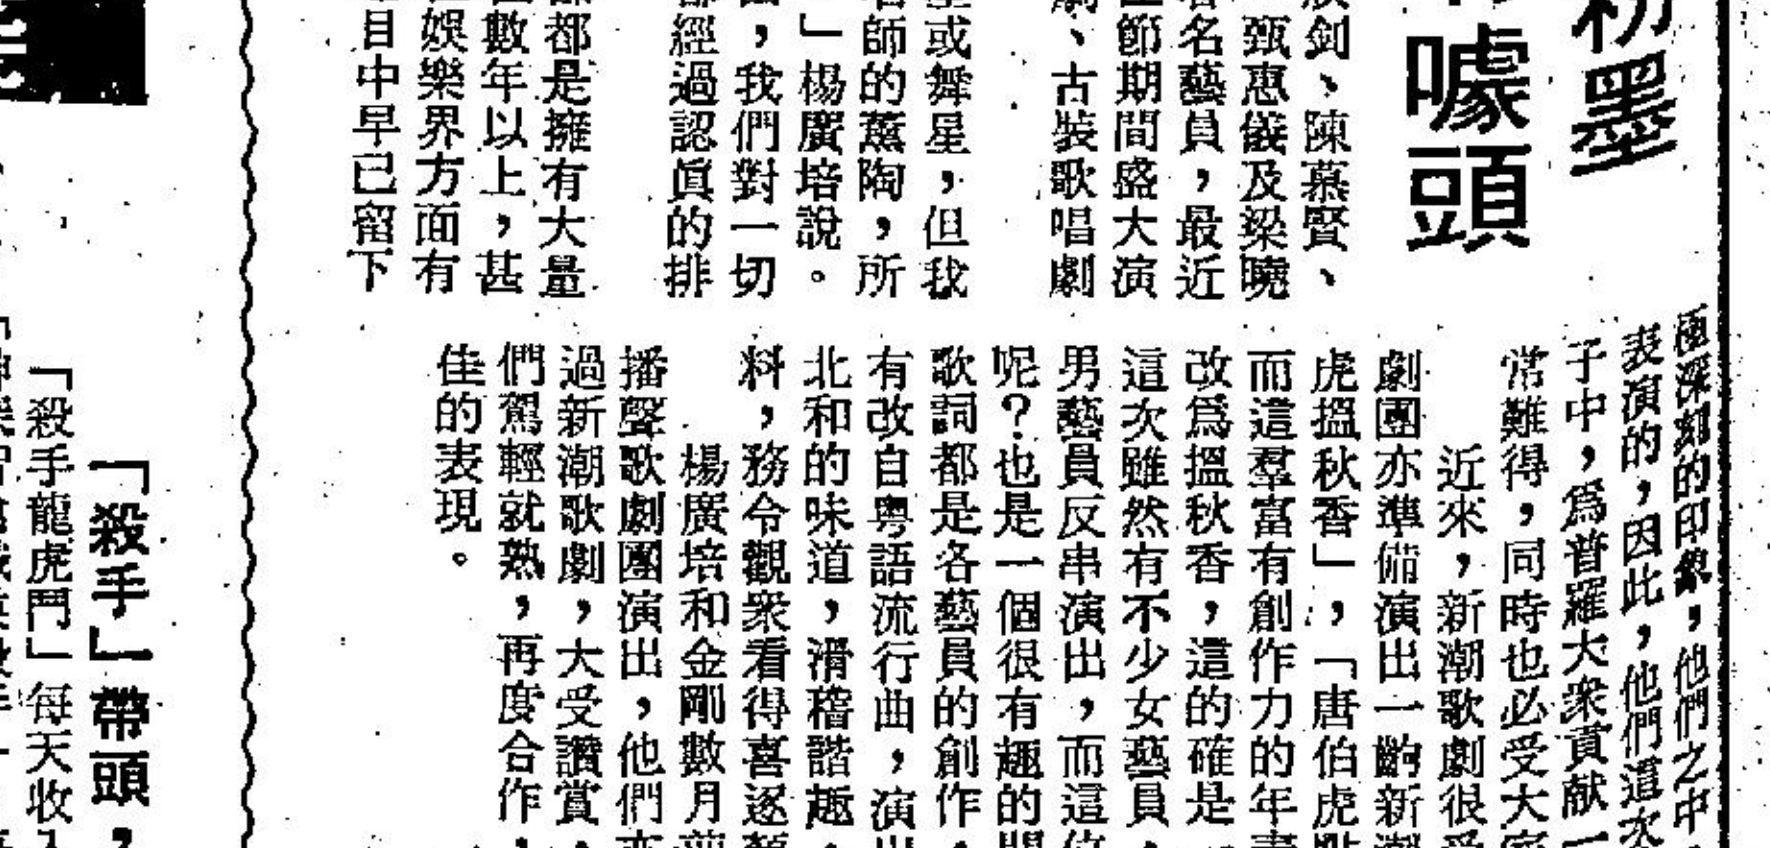 粉墨
噱頭
釗、陳慕賢、
甄惠儀及梁曉
名藝員，最近
節期間盛大演
、古裝歌唱劇
或舞星，但我
師的薰陶，所
」楊廣培說。
，我們對一切
經過認眞的排
都是擁有大量
數年以上，甚
娛樂界方面有
目中早已留下
極深刻的印象，他們之中
表演的，因此，他們這次
子中，爲普羅大衆貢献一
常難得，同時也必受大
近來，新潮歌劇很
劇團亦準備演出一齣新
虎搵秋香」，「唐伯虎點
而這羣富有創作力的年
改爲搵秋香，這的確是
這次雖然有不少女藝員，
男藝員反串演出，而這
呢？也是一個很有趣的
歌詞都是各藝員的創作，
有改自粵語流行曲，演
北和的味道，滑稽諧趣，
料，務令觀衆看得喜逐
楊廣培和金剛數月前
播聲歌劇團演出，他們
過新潮歌劇，大受讚賞，
們駕輕就熟，再度合作，
佳的表現。
「殺手」帶頭，
「殺手龍虎鬥」每天收入